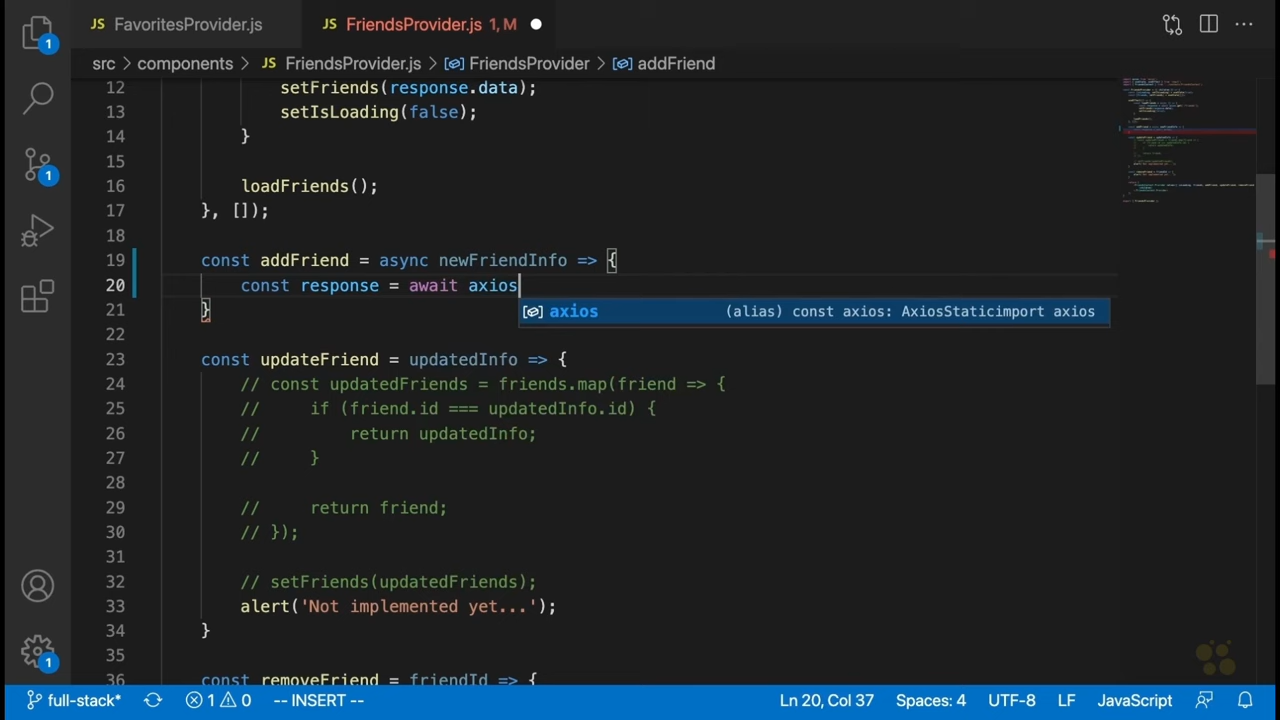 JS FavoritesProvider.js JS FriendsProvider.js 1, M
src > components > JS FriendsProvider.js > FriendsProvider > addFriend
12 setFriends(response.data);
13 setIsLoading(false);
14 }
15
16 loadFriends();
17 }, []);
18
19 const addFriend = async newFriendInfo => {
20 const response = await axios
21 }
axios (alias) const axios: AxiosStaticimport axios
22
23 const updateFriend = updatedInfo => {
24 // const updatedFriends = friends.map(friend => {
25 // if (friend.id === updatedInfo.id) {
26 // return updatedInfo;
27 // }
28
29 // return friend;
30 // });
31
32 // setFriends(updatedFriends);
33 alert('Not implemented yet...');
34 }
35
36 const removeFriend = friendId => {
1
1
1
full-stack* 1 0 -- INSERT -- Ln 20, Col 37 Spaces: 4 UTF-8 LF JavaScript